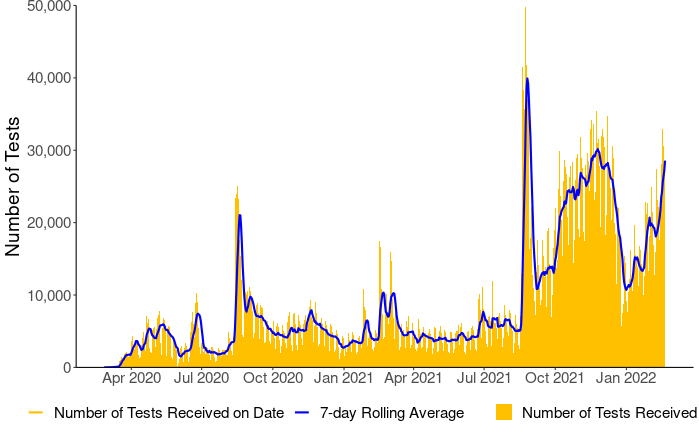 50,000
40,000
30,000
20,000
10,000
0
Number of Tests
Apr 2020 Jul 2020 Oct 2020 Jan 2021 Apr 2021 Jul 2021 Oct 2021 Jan 2022
Number of Tests Received on Date 7-day Rolling Average Number of Tests Received